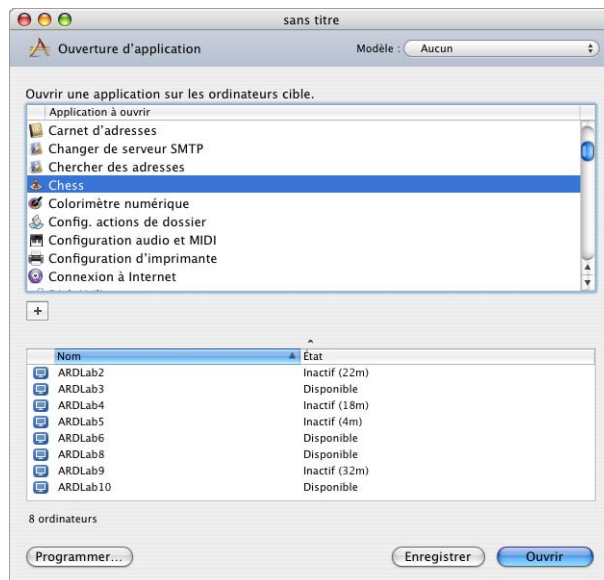 sans titre
Ouverture d'application
Modèle : Aucun
Ouvrir une application sur les ordinateurs cible.
Application à ouvrir
Carnet d'adresses
Changer de serveur SMTP
Chercher des adresses
Chess
Colorimètre numérique
Config. actions de dossier
Configuration audio et MIDI
Configuration d'imprimante
Connexion à Internet
+
Nom État
ARDLab2 Inactif (22m)
ARDLab3 Disponible
ARDLab4 Inactif (18m)
ARDLab5 Inactif (4m)
ARDLab6 Disponible
ARDLab8 Disponible
ARDLab9 Inactif (32m)
ARDLab10 Disponible
8 ordinateurs
Programmer... Enregistrer Ouvrir